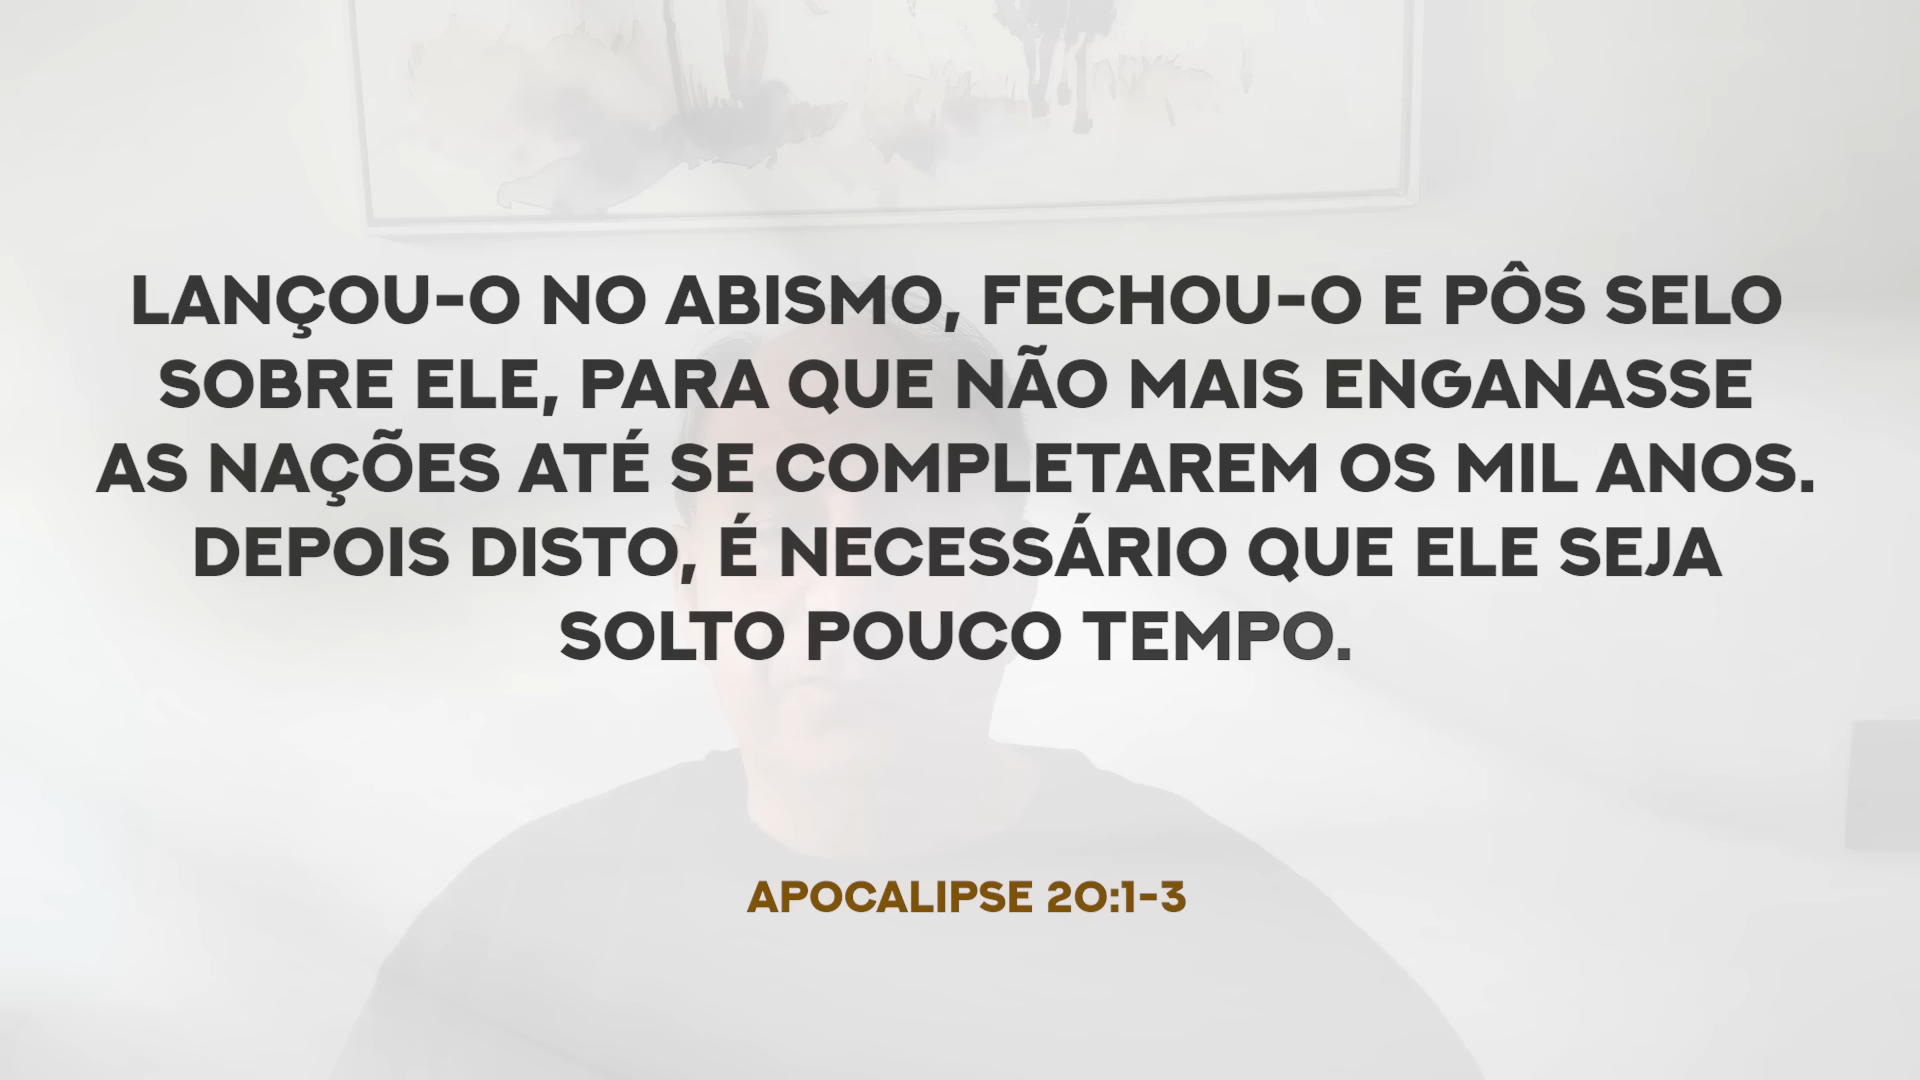 LANÇOU-O NO ABISMO, FECHOU-O E PÔS SELO
SOBRE ELE, PARA QUE NÃO MAIS ENGANASSE
AS NAÇÕES ATÉ SE COMPLETAREM OS MIL ANOS.
DEPOIS DISTO, É NECESSÁRIO QUE ELE SEJA
SOLTO POUCO TEMPO.
APOCALIPSE 20:1-3